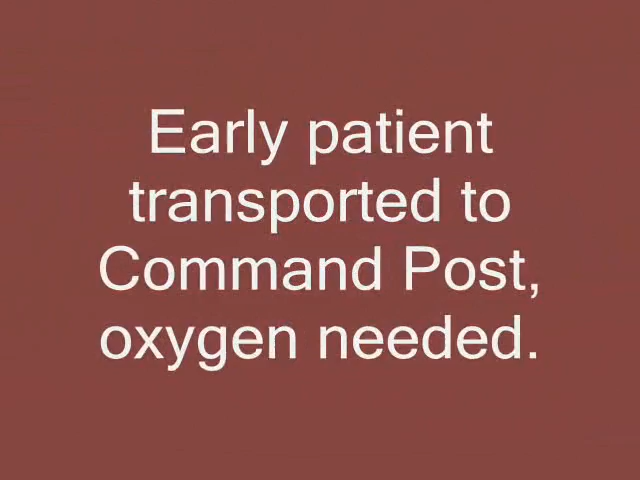 Early patient
transported to
Command Post,
oxygen needed.